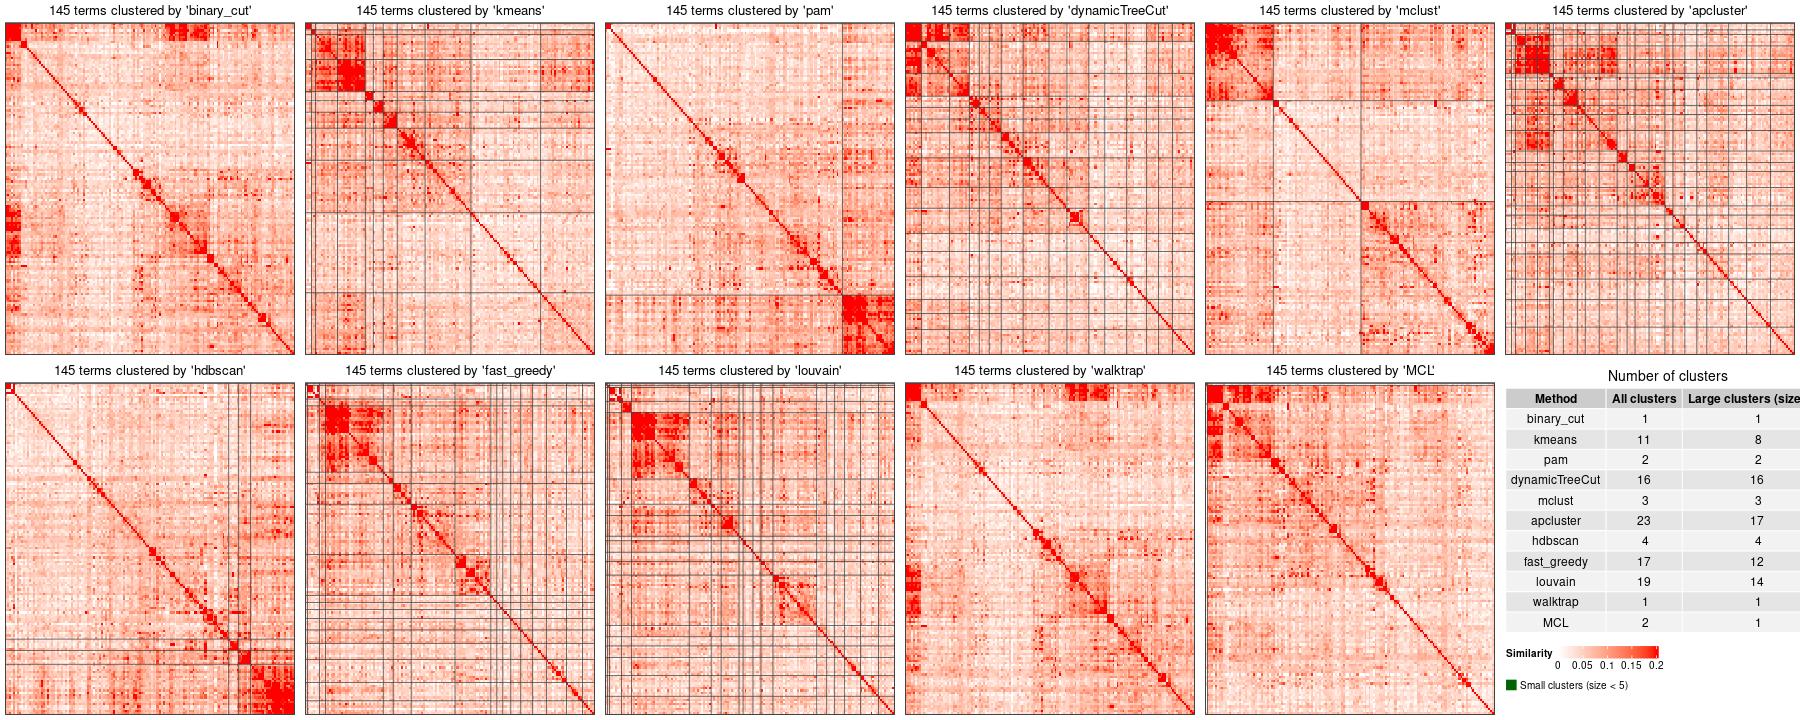 145 terms clustered by 'binary_cut'
145 terms clustered by 'kmeans'
145 terms clustered by 'pam'
145 terms clustered by 'dynamicTreeCut'
145 terms clustered by 'mclust'
145 terms clustered by 'apcluster'
145 terms clustered by 'hdbscan'
145 terms clustered by 'fast_greedy'
145 terms clustered by 'louvain'
145 terms clustered by 'walktrap'
145 terms clustered by 'MCL'
Number of clusters
Method All clusters Large clusters (size
binary_cut 1 1
kmeans 11 8
pam 2 2
dynamicTreeCut 16 16
mclust 3 3
apcluster 23 17
hdbscan 4 4
fast_greedy 17 12
louvain 19 14
walktrap 1 1
MCL 2 1
Similarity
0 0.05 0.1 0.15 0.2
Small clusters (size < 5)